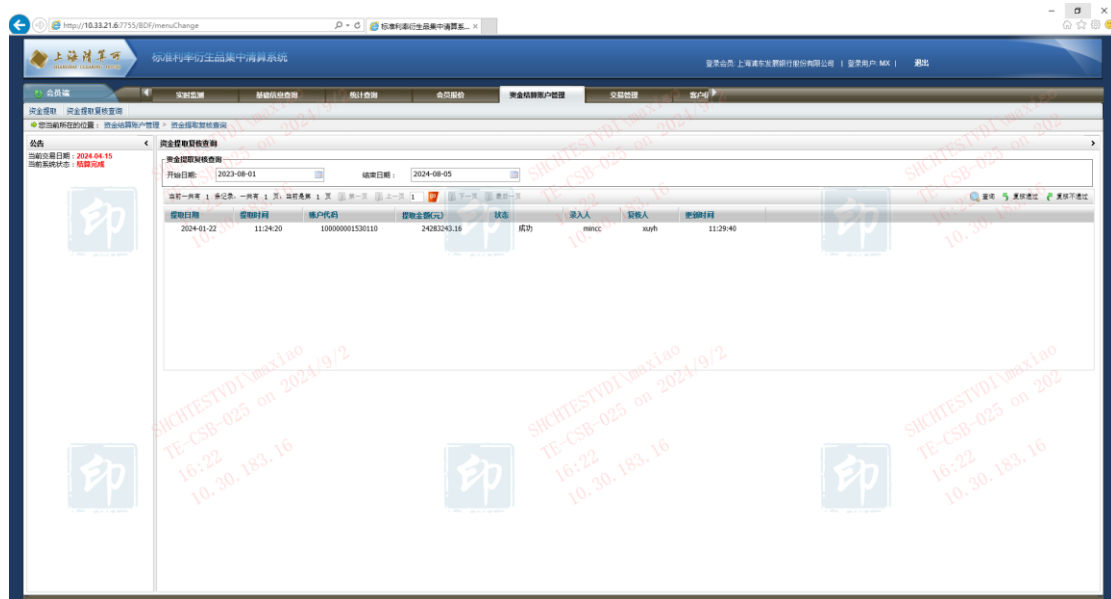 http://10.33.21.6:7755/BDF/menuChange
标准利率衍生品集中清算系...
上海清算所
SHANGHAI CLEARING HOUSE
标准利率衍生品集中清算系统
登录会员: 上海浦东发展银行股份有限公司 | 登录用户: MX | 退出
会员端
实时监测 基础信息查询 统计查询 会员报价 资金结算账户管理 交易管理 客户
资金提取 资金提取复核查询
您当前所在的位置: 资金结算账户管理 > 资金提取复核查询
公告
当前交易日期: 2024-04-15
当前系统状态: 结算完成
资金提取复核查询
资金提取复核查询
开始日期: 2023-08-01 结束日期: 2024-08-05
当前一共有 1 条记录, 一共有 1 页, 当前是第 1 页 第一页 上一页 1 下一页 最后一页 查询 复核通过 复核不通过
提取日期 提取时间 账户代码 提取金额(元) 状态 录入人 复核人 更新时间
2024-01-22 11:24:20 100000001530110 24283243.16 成功 mincc xuyh 11:29:40
SHCHTESTVDI\maxiao
TE-CSB-025 on 2024/9/2
16:22
10.30.183.16
印